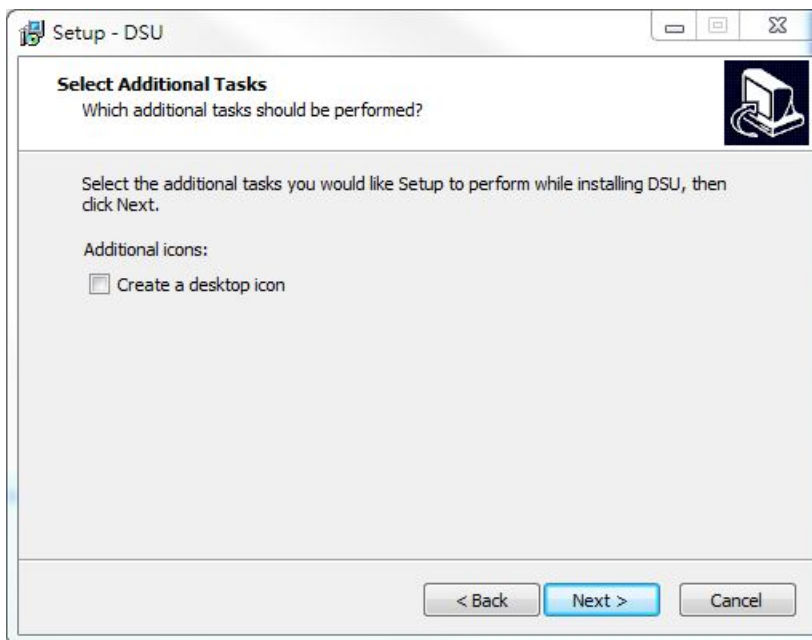 Setup - DSU
Select Additional Tasks
Which additional tasks should be performed?
Select the additional tasks you would like Setup to perform while installing DSU, then
click Next.
Additional icons:
Create a desktop icon
< Back
Next >
Cancel